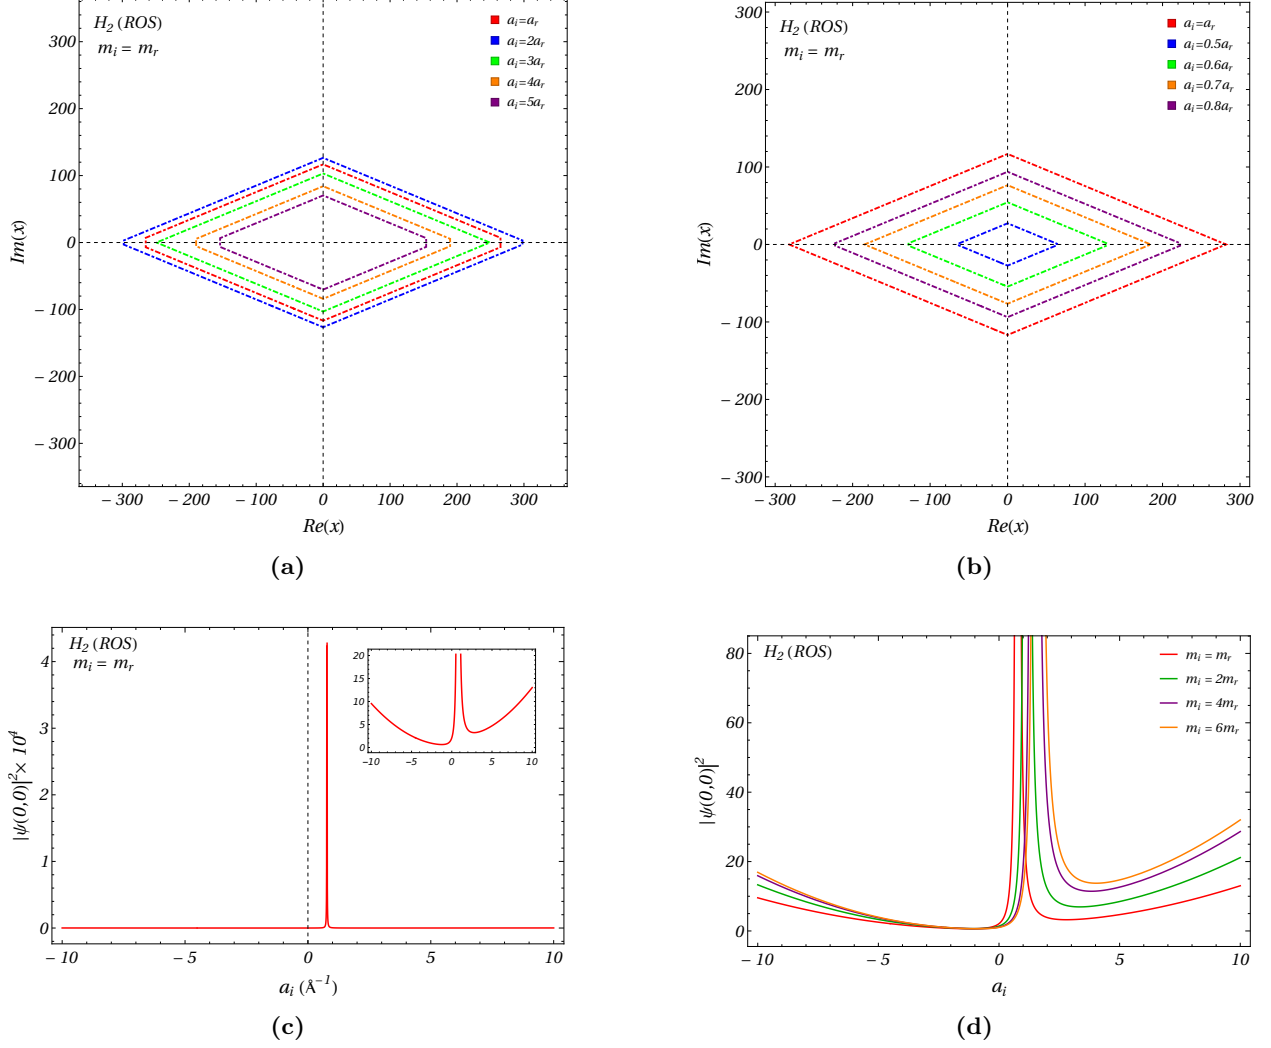 H₂ (ROS)
mᵢ = mᵣ
aᵢ=aᵣ
aᵢ=2aᵣ
aᵢ=3aᵣ
aᵢ=4aᵣ
aᵢ=5aᵣ
300
200
100
0
−100
−200
−300
Im(x)
−300 −200 −100 0 100 200 300
Re(x)
(a)
H₂ (ROS)
mᵢ = mᵣ
aᵢ=aᵣ
aᵢ=0.5aᵣ
aᵢ=0.6aᵣ
aᵢ=0.7aᵣ
aᵢ=0.8aᵣ
300
200
100
0
−100
−200
−300
Im(x)
−300 −200 −100 0 100 200 300
Re(x)
(b)
H₂ (ROS)
mᵢ = mᵣ
4
3
2
1
0
|ψ(0,0)|² × 10⁴
20
15
10
5
0
−10 −5 0 5 10
−10 −5 0 5 10
aᵢ (Å⁻¹)
(c)
H₂ (ROS)
mᵢ = mᵣ
mᵢ = 2mᵣ
mᵢ = 4mᵣ
mᵢ = 6mᵣ
80
60
40
20
0
|ψ(0,0)|²
−10 −5 0 5 10
aᵢ
(d)